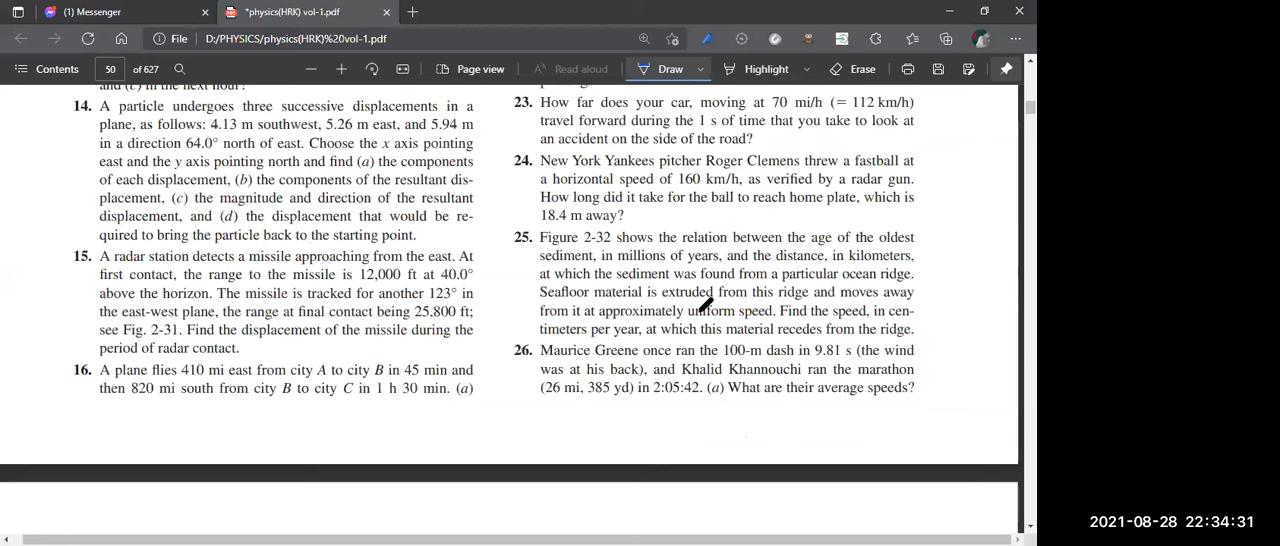 (1) Messenger
*physics(HRK) vol-1.pdf
File
D:/PHYSICS/physics(HRK)%20vol-1.pdf
Contents
50
of 627
Page view
Read aloud
Draw
Highlight
Erase
and (c) in the next hour?
14. A particle undergoes three successive displacements in a
plane, as follows: 4.13 m southwest, 5.26 m east, and 5.94 m
in a direction 64.0° north of east. Choose the x axis pointing
east and the y axis pointing north and find (a) the components
of each displacement, (b) the components of the resultant dis-
placement, (c) the magnitude and direction of the resultant
displacement, and (d) the displacement that would be re-
quired to bring the particle back to the starting point.
15. A radar station detects a missile approaching from the east. At
first contact, the range to the missile is 12,000 ft at 40.0°
above the horizon. The missile is tracked for another 123° in
the east-west plane, the range at final contact being 25,800 ft;
see Fig. 2-31. Find the displacement of the missile during the
period of radar contact.
16. A plane flies 410 mi east from city A to city B in 45 min and
then 820 mi south from city B to city C in 1 h 30 min. (a)
23. How far does your car, moving at 70 mi/h (= 112 km/h)
travel forward during the 1 s of time that you take to look at
an accident on the side of the road?
24. New York Yankees pitcher Roger Clemens threw a fastball at
a horizontal speed of 160 km/h, as verified by a radar gun.
How long did it take for the ball to reach home plate, which is
18.4 m away?
25. Figure 2-32 shows the relation between the age of the oldest
sediment, in millions of years, and the distance, in kilometers,
at which the sediment was found from a particular ocean ridge.
Seafloor material is extruded from this ridge and moves away
from it at approximately uniform speed. Find the speed, in cen-
timeters per year, at which this material recedes from the ridge.
26. Maurice Greene once ran the 100-m dash in 9.81 s (the wind
was at his back), and Khalid Khannouchi ran the marathon
(26 mi, 385 yd) in 2:05:42. (a) What are their average speeds?
2021-08-28 22:34:31